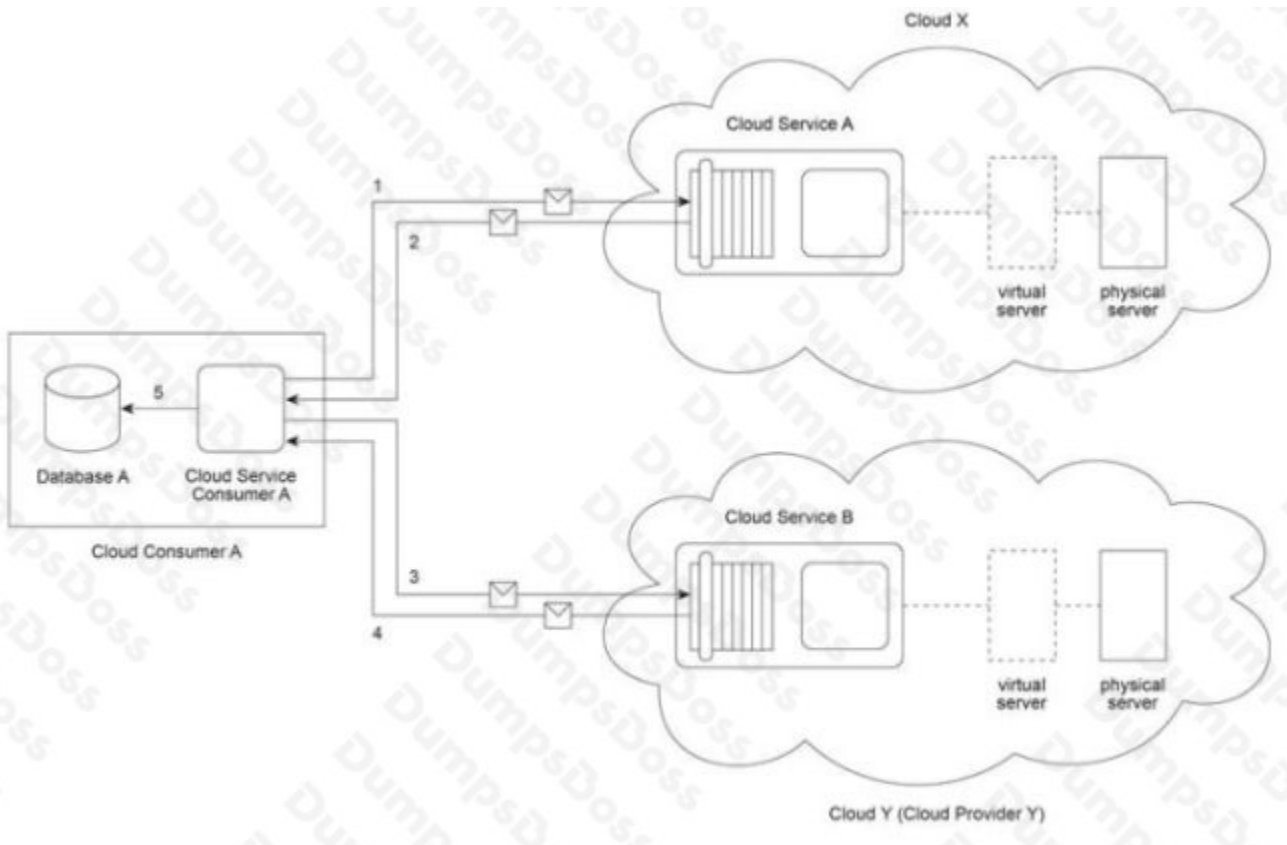 Cloud X
Cloud Service A
1
2
virtual
server
physical
server
5
Database A
Cloud Service
Consumer A
Cloud Consumer A
Cloud Service B
3
4
virtual
server
physical
server
Cloud Y (Cloud Provider Y)
DumpsDoss